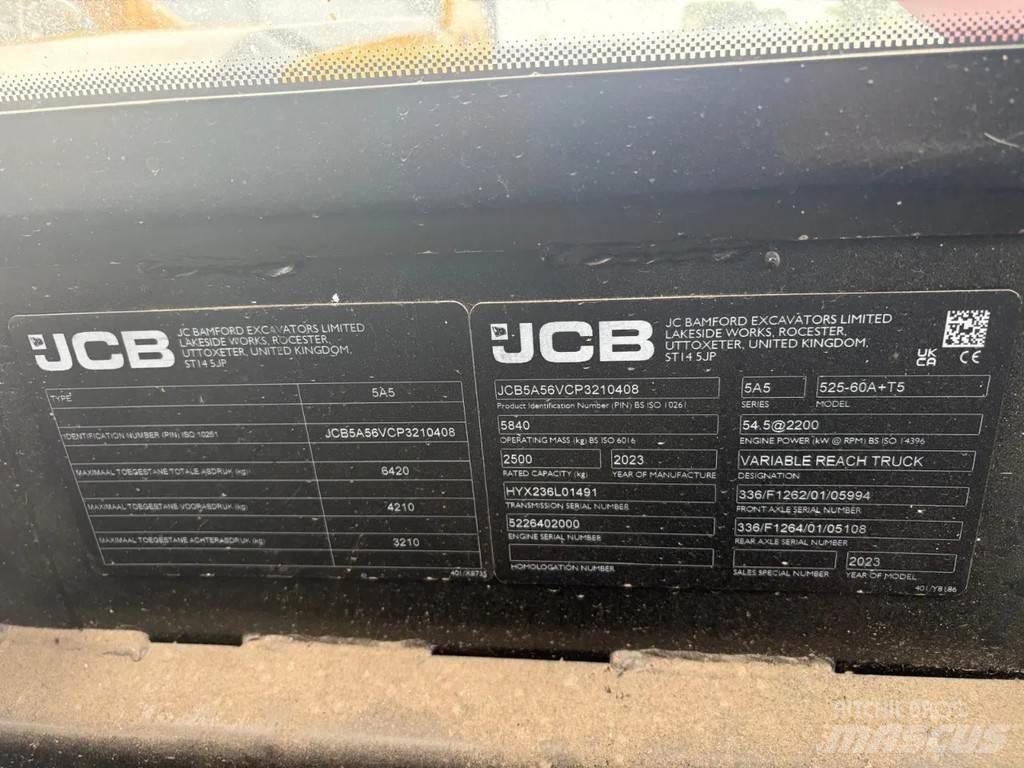 JCB
JC BAMFORD EXCAVATORS LIMITED
LAKESIDE WORKS, ROCESTER,
UTTOXETER, UNITED KINGDOM,
ST14 5JP
TYPE 5A5
IDENTIFICATION NUMBER (PIN) ISO 10261 JCB5A56VCP3210408
MAXIMAAL TOEGESTANE TOTALE ASDRUK (kg) 6420
MAXIMAAL TOEGESTANE VOORASDRUK (kg) 4210
MAXIMAAL TOEGESTANE ACHTERASDRUK (kg) 3210
401/X8735
JCB
JC BAMFORD EXCAVATORS LIMITED
LAKESIDE WORKS, ROCESTER,
UTTOXETER, UNITED KINGDOM,
ST14 5JP
UK
CA CE
JCB5A56VCP3210408 5A5 525-60A+T5
Product Identification Number (PIN) BS ISO 10261 SERIES MODEL
5840 54.5@2200
OPERATING MASS (kg) BS ISO 6016 ENGINE POWER (kW @ RPM) BS ISO 14396
2500 2023 VARIABLE REACH TRUCK
RATED CAPACITY (kg) YEAR OF MANUFACTURE DESIGNATION
HYX236L01491 336/F1262/01/05994
TRANSMISSION SERIAL NUMBER FRONT AXLE SERIAL NUMBER
5226402000 336/F1264/01/05108
ENGINE SERIAL NUMBER REAR AXLE SERIAL NUMBER
2023
HOMOLOGATION NUMBER SALES SPECIAL NUMBER YEAR OF MODEL
401/Y8186
RITCHIE BROS.
MASCUS